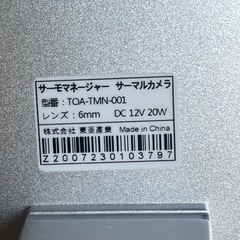 サーモマネージャー サーマルカメラ
型番：TOA-TMN-001
レンズ：6mm DC 12V 20W
株式会社 東亜産業 Made in China
Z2007230103797